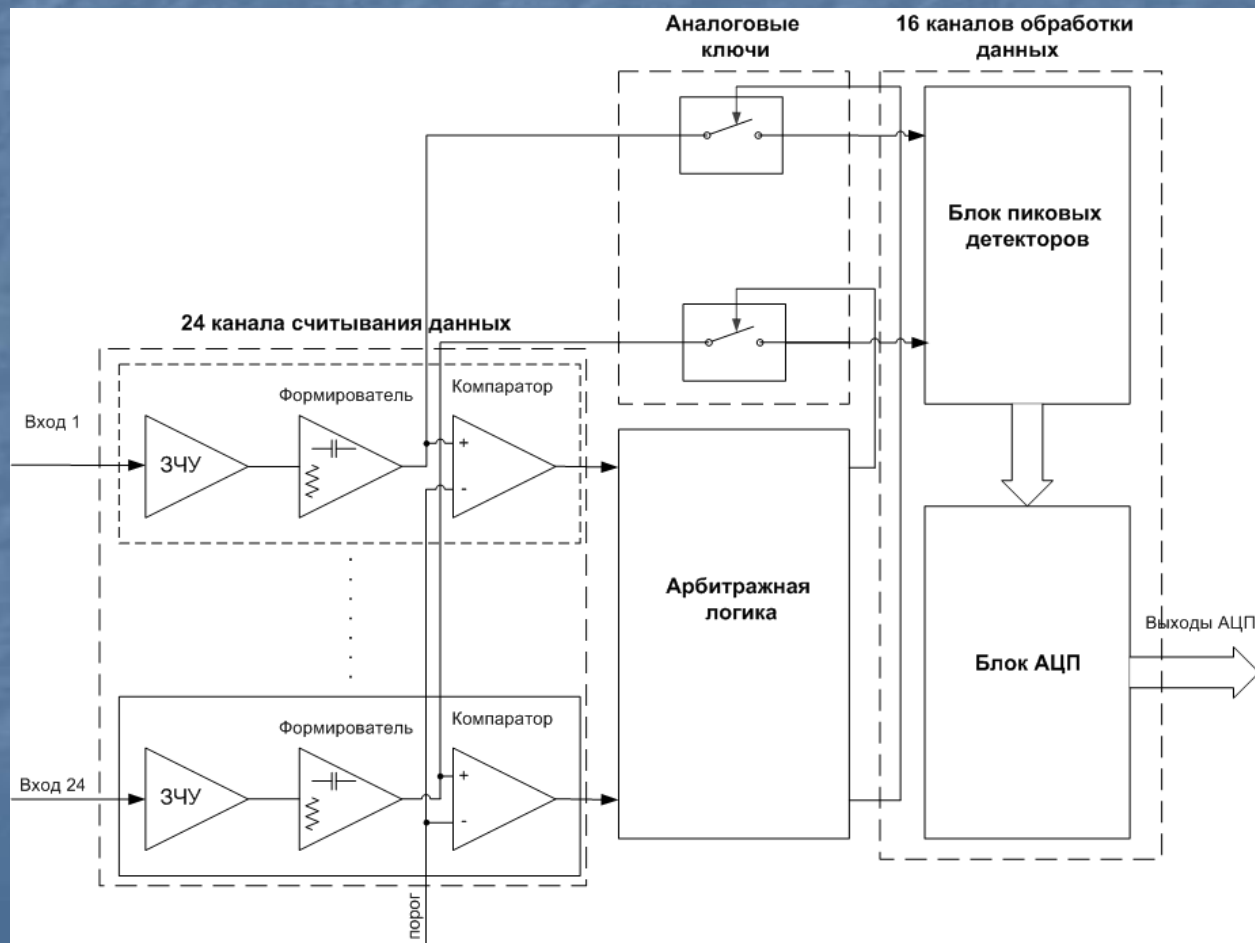 Аналоговые
ключи
16 каналов обработки
данных
Блок пиковых
детекторов
24 канала считывания данных
Формирователь
Компаратор
Вход 1
ЗЧУ
+
-
Арбитражная
логика
Блок АЦП
Выходы АЦП
Формирователь
Компаратор
Вход 24
ЗЧУ
+
-
порог